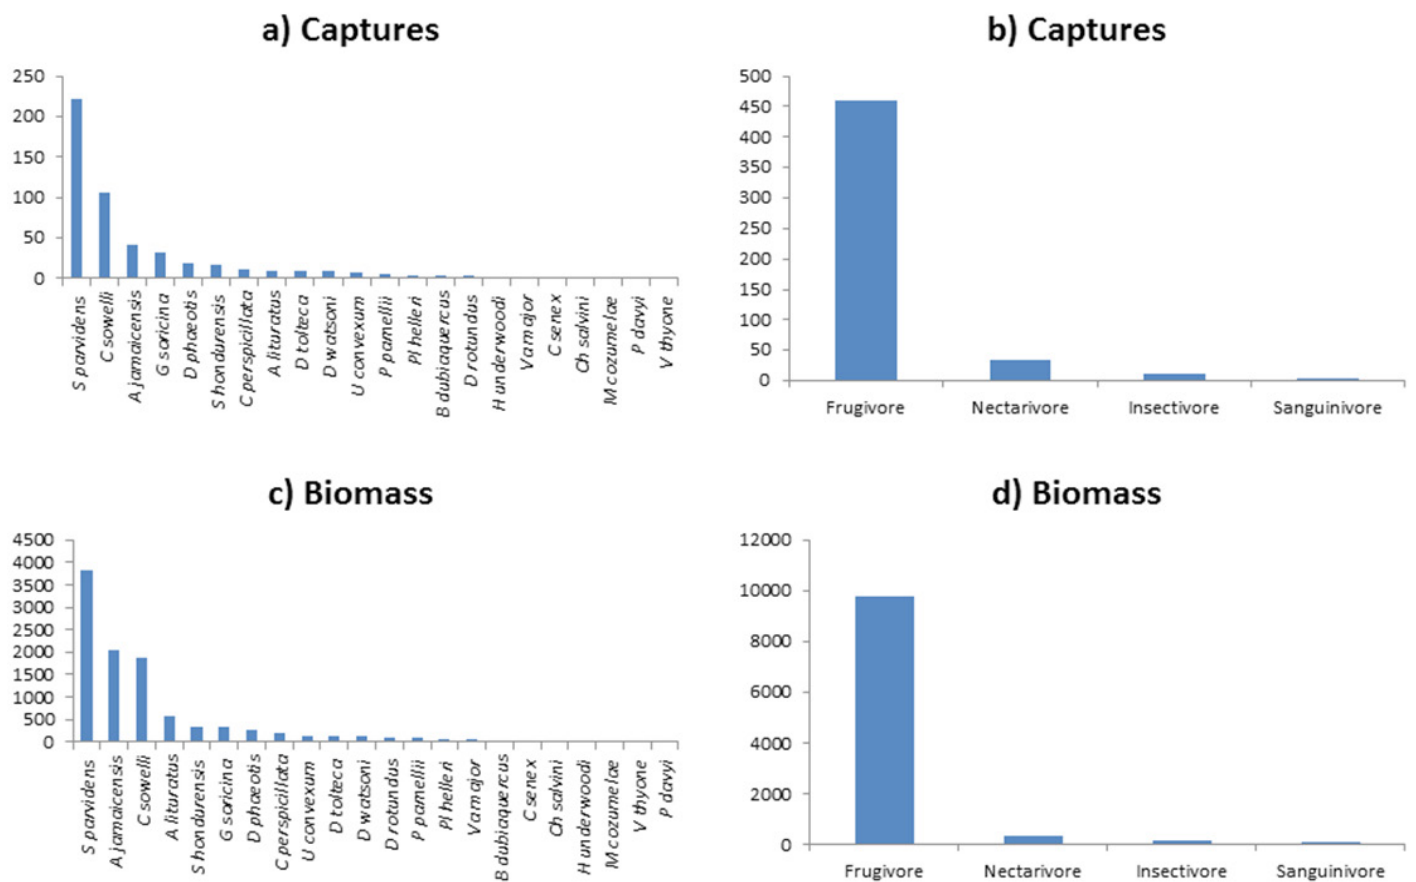 a) Captures
250
200
150
100
50
0
S parvidens
C sowelli
A jamaicensis
G soricina
D phaeotis
S hondurensis
C perspicillata
A lituratus
D tolteca
D watsoni
U convexum
P parnellii
Pl helleri
B dubiaquercus
D rotundus
H underwoodi
V major
C senex
Ch salvini
M cozumelae
P davyi
V thyone
b) Captures
500
450
400
350
300
250
200
150
100
50
0
Frugivore
Nectarivore
Insectivore
Sanguinivore
c) Biomass
4500
4000
3500
3000
2500
2000
1500
1000
500
0
S parvidens
A jamaicensis
C sowelli
A lituratus
S hondurensis
G soricina
D phaeotis
C perspicillata
U convexum
D tolteca
D watsoni
D rotundus
P parnellii
Pl helleri
V major
B dubiaquercus
C senex
Ch salvini
H underwoodi
M cozumelae
V thyone
P davyi
d) Biomass
12000
10000
8000
6000
4000
2000
0
Frugivore
Nectarivore
Insectivore
Sanguinivore